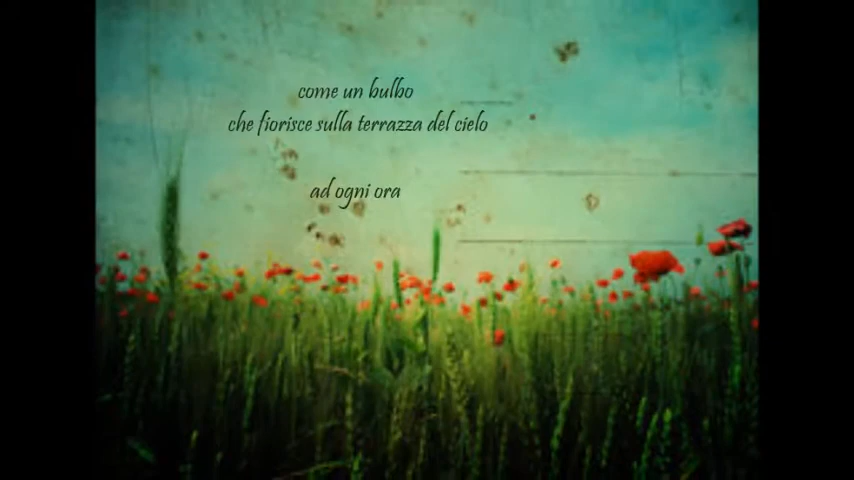 come un bulbo
che fiorisce sulla terrazza del cielo
ad ogni ora